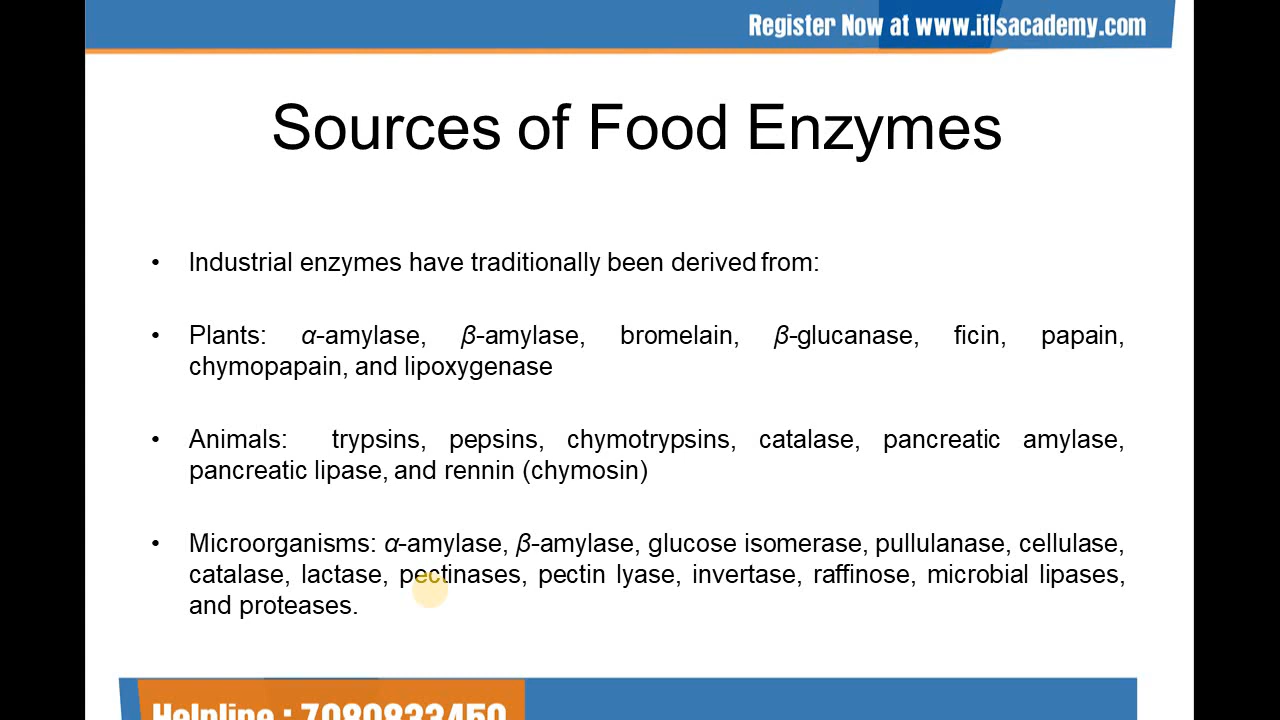 Register Now at www.itlsacademy.com
Sources of Food Enzymes
• Industrial enzymes have traditionally been derived from:
• Plants: α-amylase, β-amylase, bromelain, β-glucanase, ficin, papain,
chymopapain, and lipoxygenase
• Animals: trypsins, pepsins, chymotrypsins, catalase, pancreatic amylase,
pancreatic lipase, and rennin (chymosin)
• Microorganisms: α-amylase, β-amylase, glucose isomerase, pullulanase, cellulase,
catalase, lactase, pectinases, pectin lyase, invertase, raffinose, microbial lipases,
and proteases.
Helpline : 7080833450